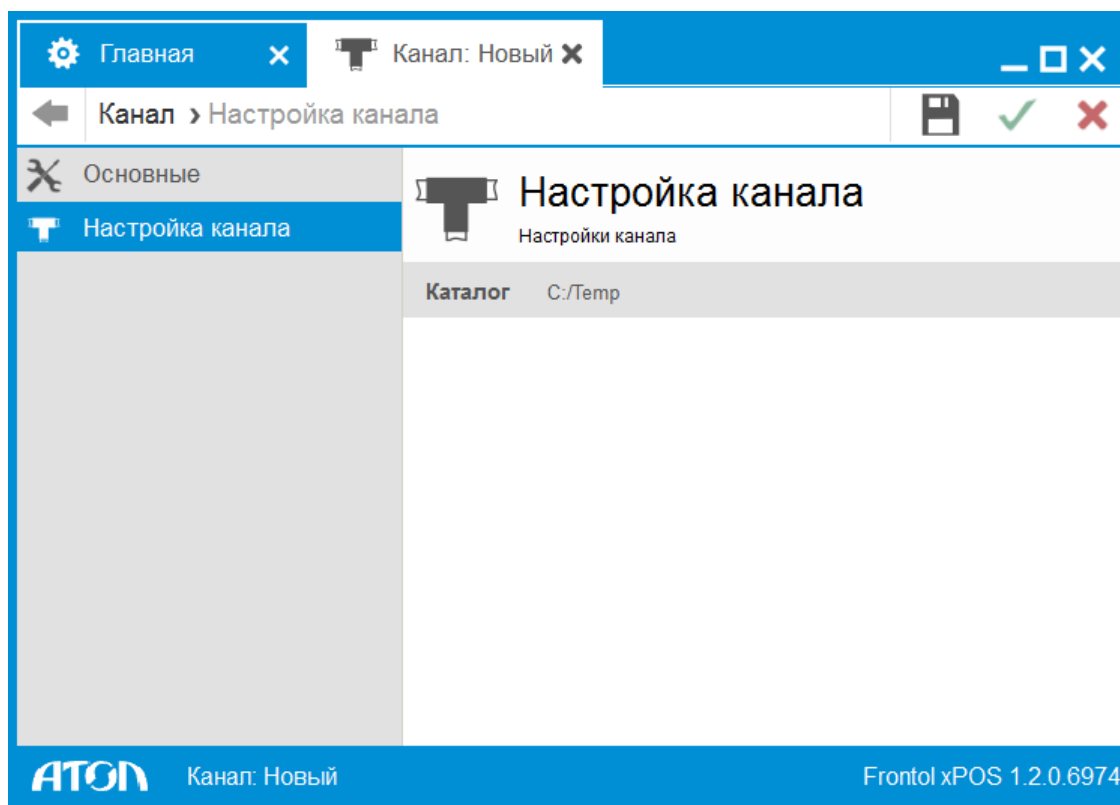 Главная
Канал: Новый
Канал › Настройка канала
Основные
Настройка канала
Настройка канала
Настройки канала
Каталог C:/Temp
АТОЛ
Канал: Новый
Frontol xPOS 1.2.0.6974